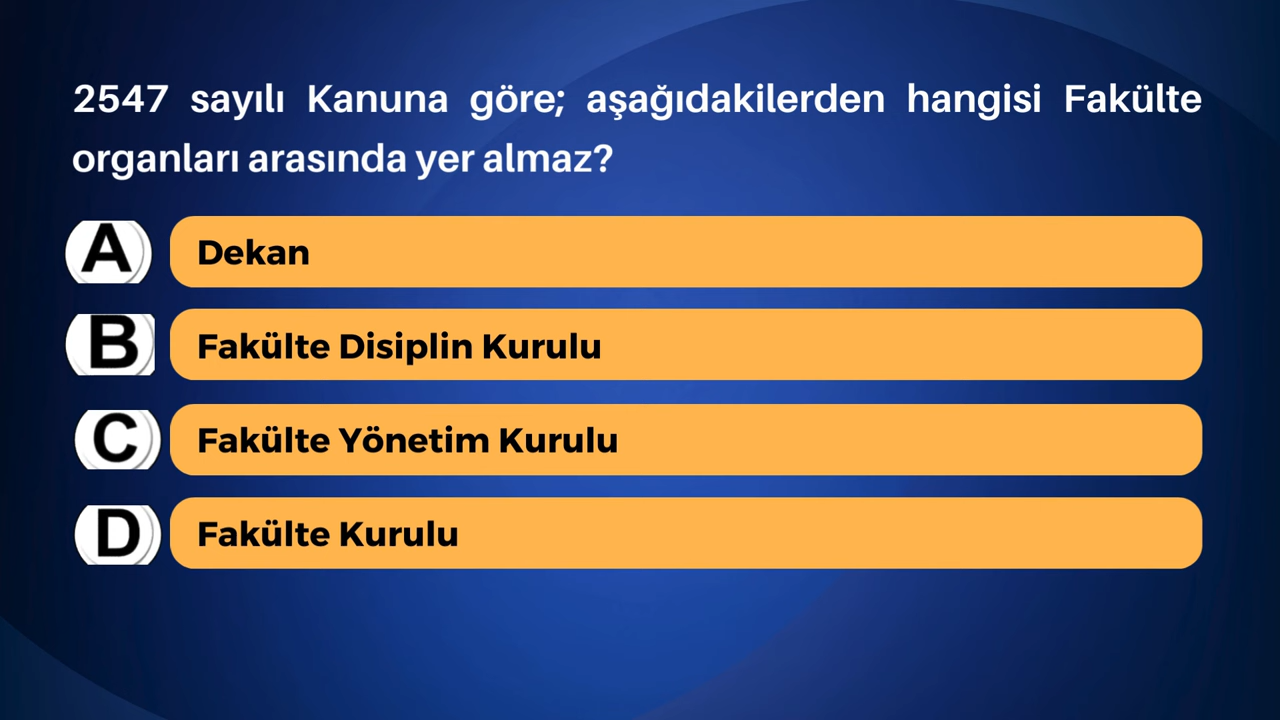 2547 sayılı Kanuna göre; aşağıdakilerden hangisi Fakülte
organları arasında yer almaz?
A Dekan
B Fakülte Disiplin Kurulu
C Fakülte Yönetim Kurulu
D Fakülte Kurulu